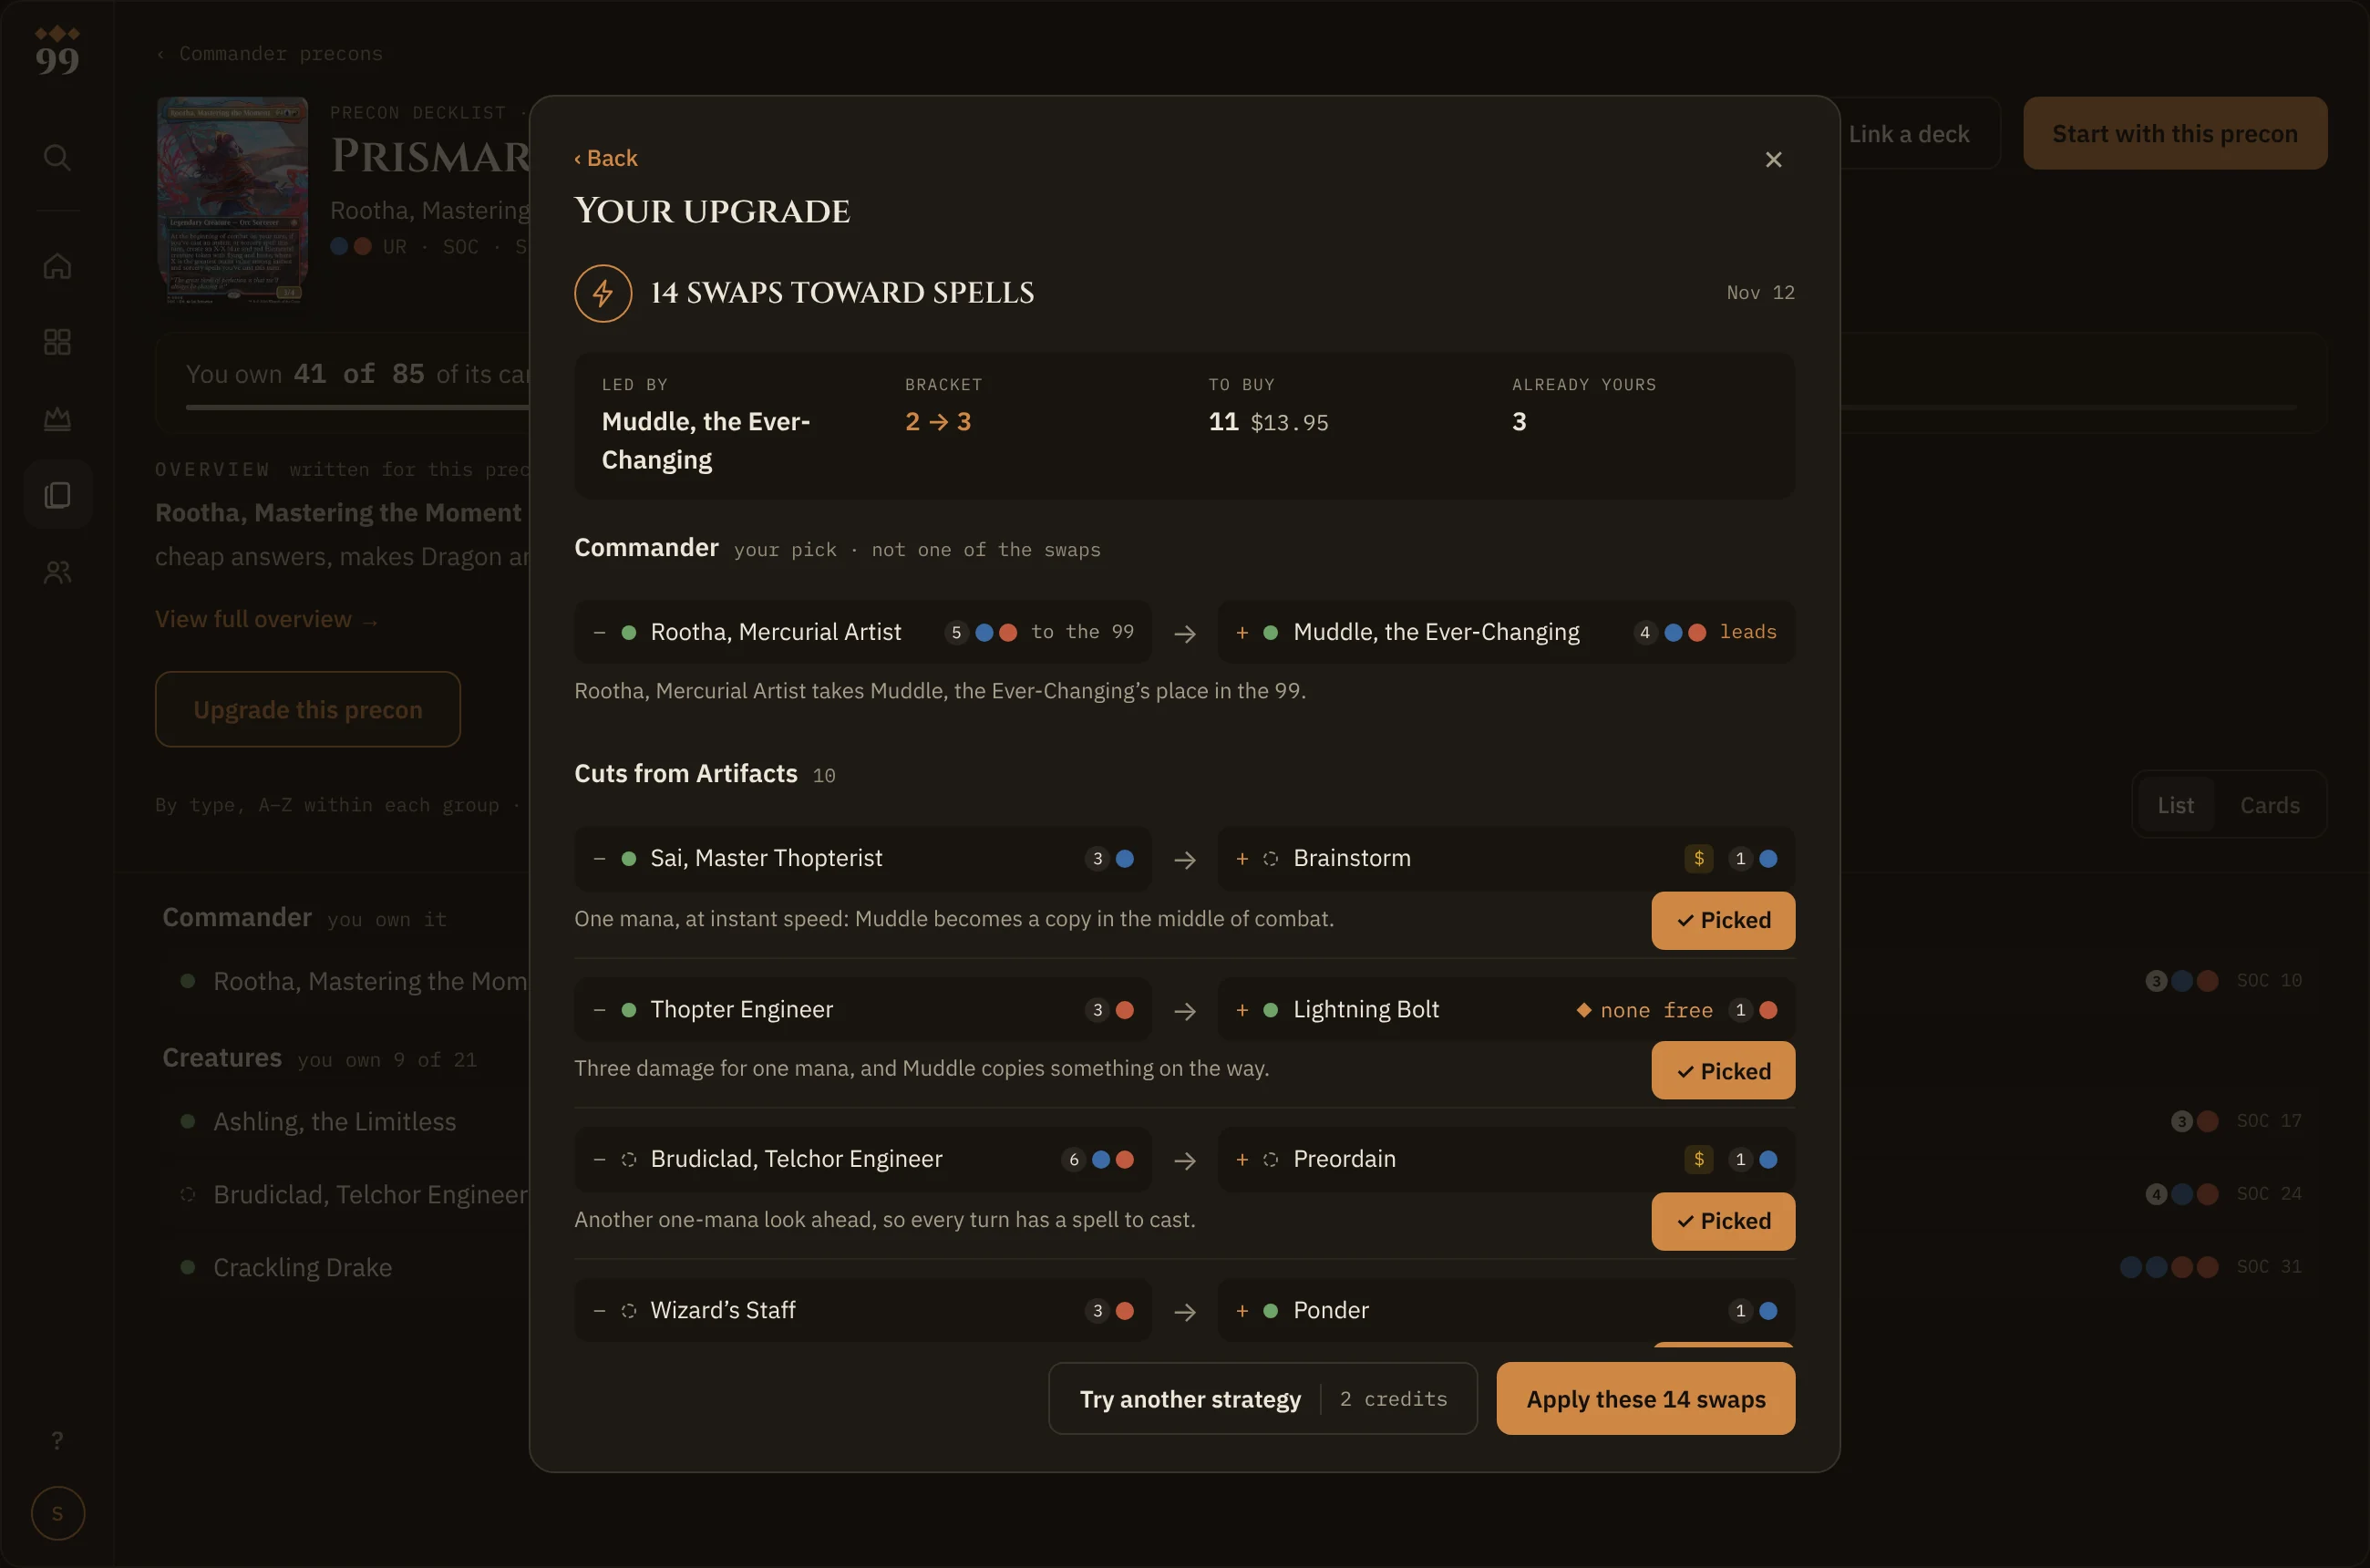 99
‹ Commander precons
PRECON DECKLIST ·
PRISMAR
Rootha, Mastering
UR · SOC · S
Link a deck
Start with this precon
You own 41 of 85 of its car
OVERVIEW written for this prec
Rootha, Mastering the Moment
cheap answers, makes Dragon ar
View full overview →
Upgrade this precon
By type, A–Z within each group ·
List
Cards
Commander you own it
Rootha, Mastering the Mom
3 SOC 10
Creatures you own 9 of 21
Ashling, the Limitless
3 SOC 17
Brudiclad, Telchor Engineer
4 SOC 24
Crackling Drake
SOC 31
?
S
‹ Back
×
YOUR UPGRADE
14 SWAPS TOWARD SPELLS
Nov 12
LED BY
Muddle, the Ever-
Changing
BRACKET
2 → 3
TO BUY
11 $13.95
ALREADY YOURS
3
Commander your pick · not one of the swaps
− Rootha, Mercurial Artist 5 to the 99 → + Muddle, the Ever-Changing 4 leads
Rootha, Mercurial Artist takes Muddle, the Ever-Changing’s place in the 99.
Cuts from Artifacts 10
− Sai, Master Thopterist 3 → + Brainstorm $ 1
One mana, at instant speed: Muddle becomes a copy in the middle of combat.
✓ Picked
− Thopter Engineer 3 → + Lightning Bolt ◆ none free 1
Three damage for one mana, and Muddle copies something on the way.
✓ Picked
− Brudiclad, Telchor Engineer 6 → + Preordain $ 1
Another one-mana look ahead, so every turn has a spell to cast.
✓ Picked
− Wizard’s Staff 3 → + Ponder 1
Try another strategy 2 credits
Apply these 14 swaps